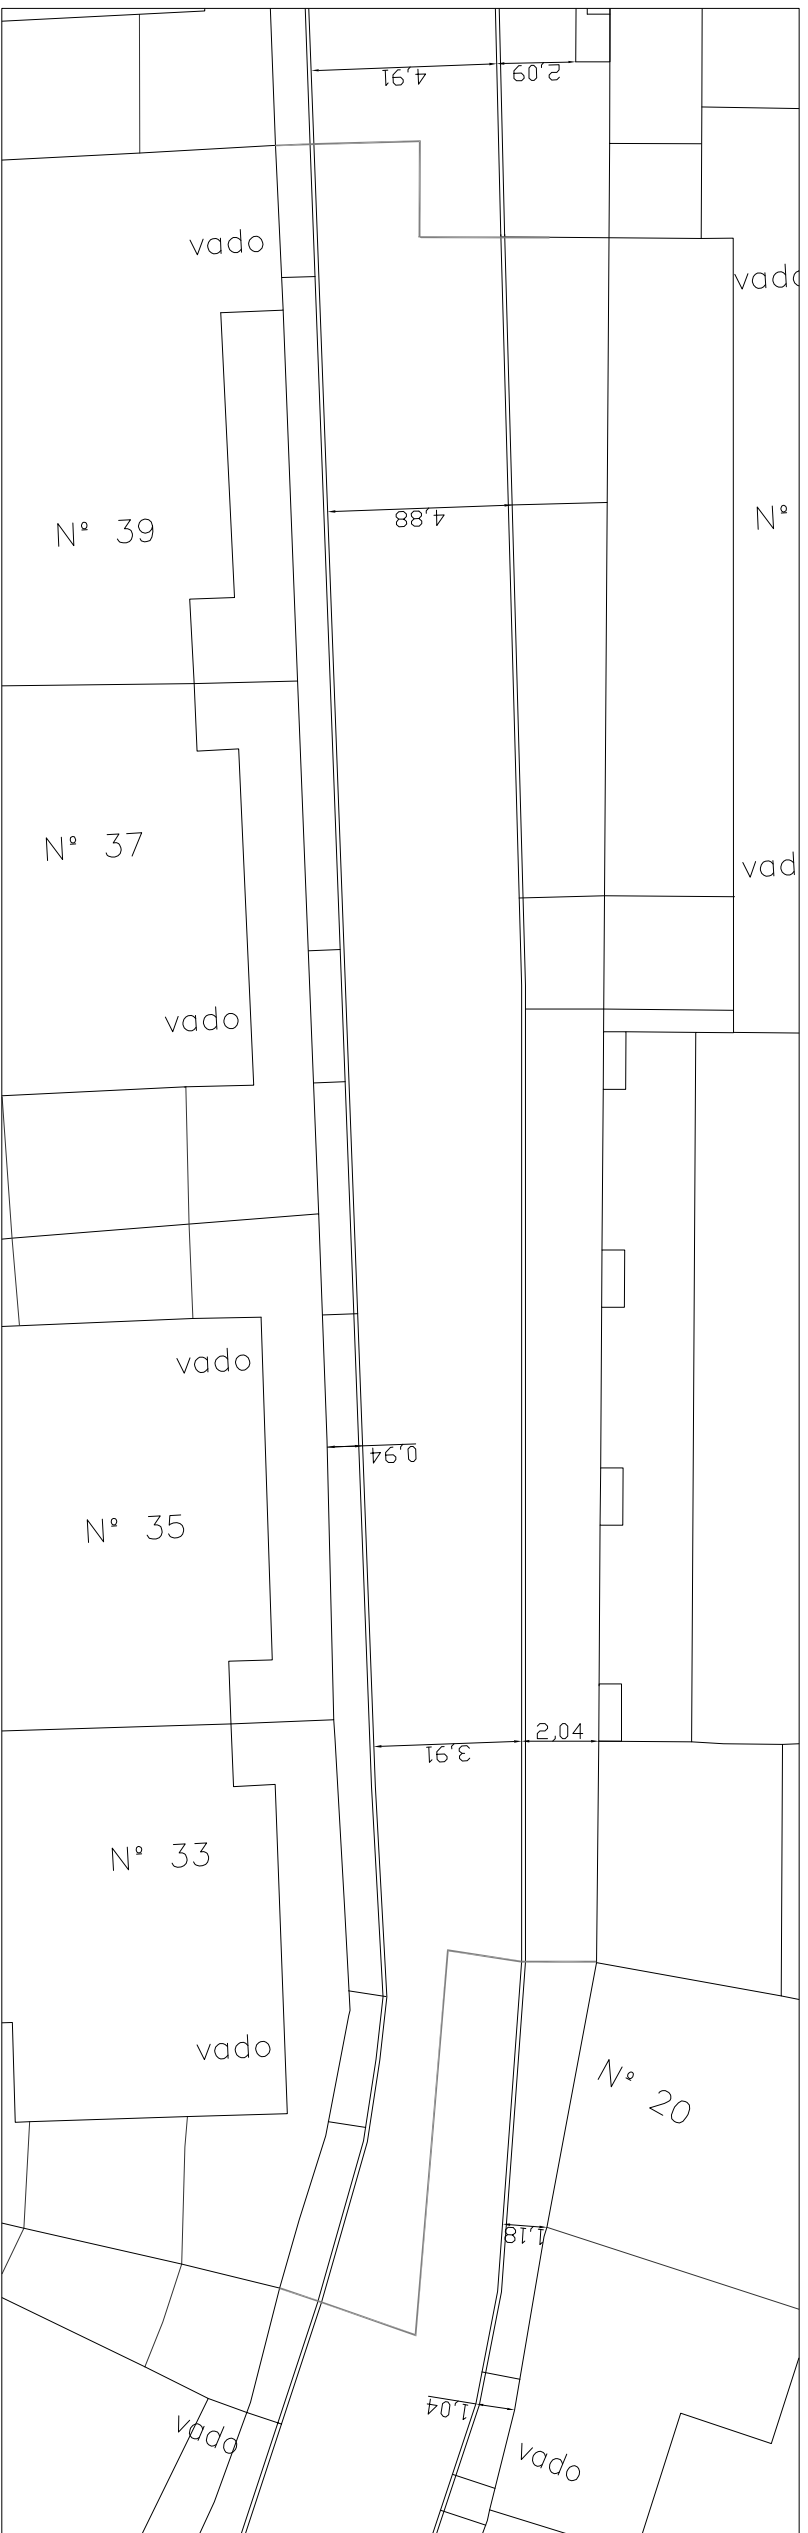 4,91
2,09
vado
vado
4,88
Nº 39
Nº
Nº 37
vad
vado
vado
0,94
Nº 35
2,04
3,91
Nº 33
vado
Nº 20
1,18
1,04
vado
vado